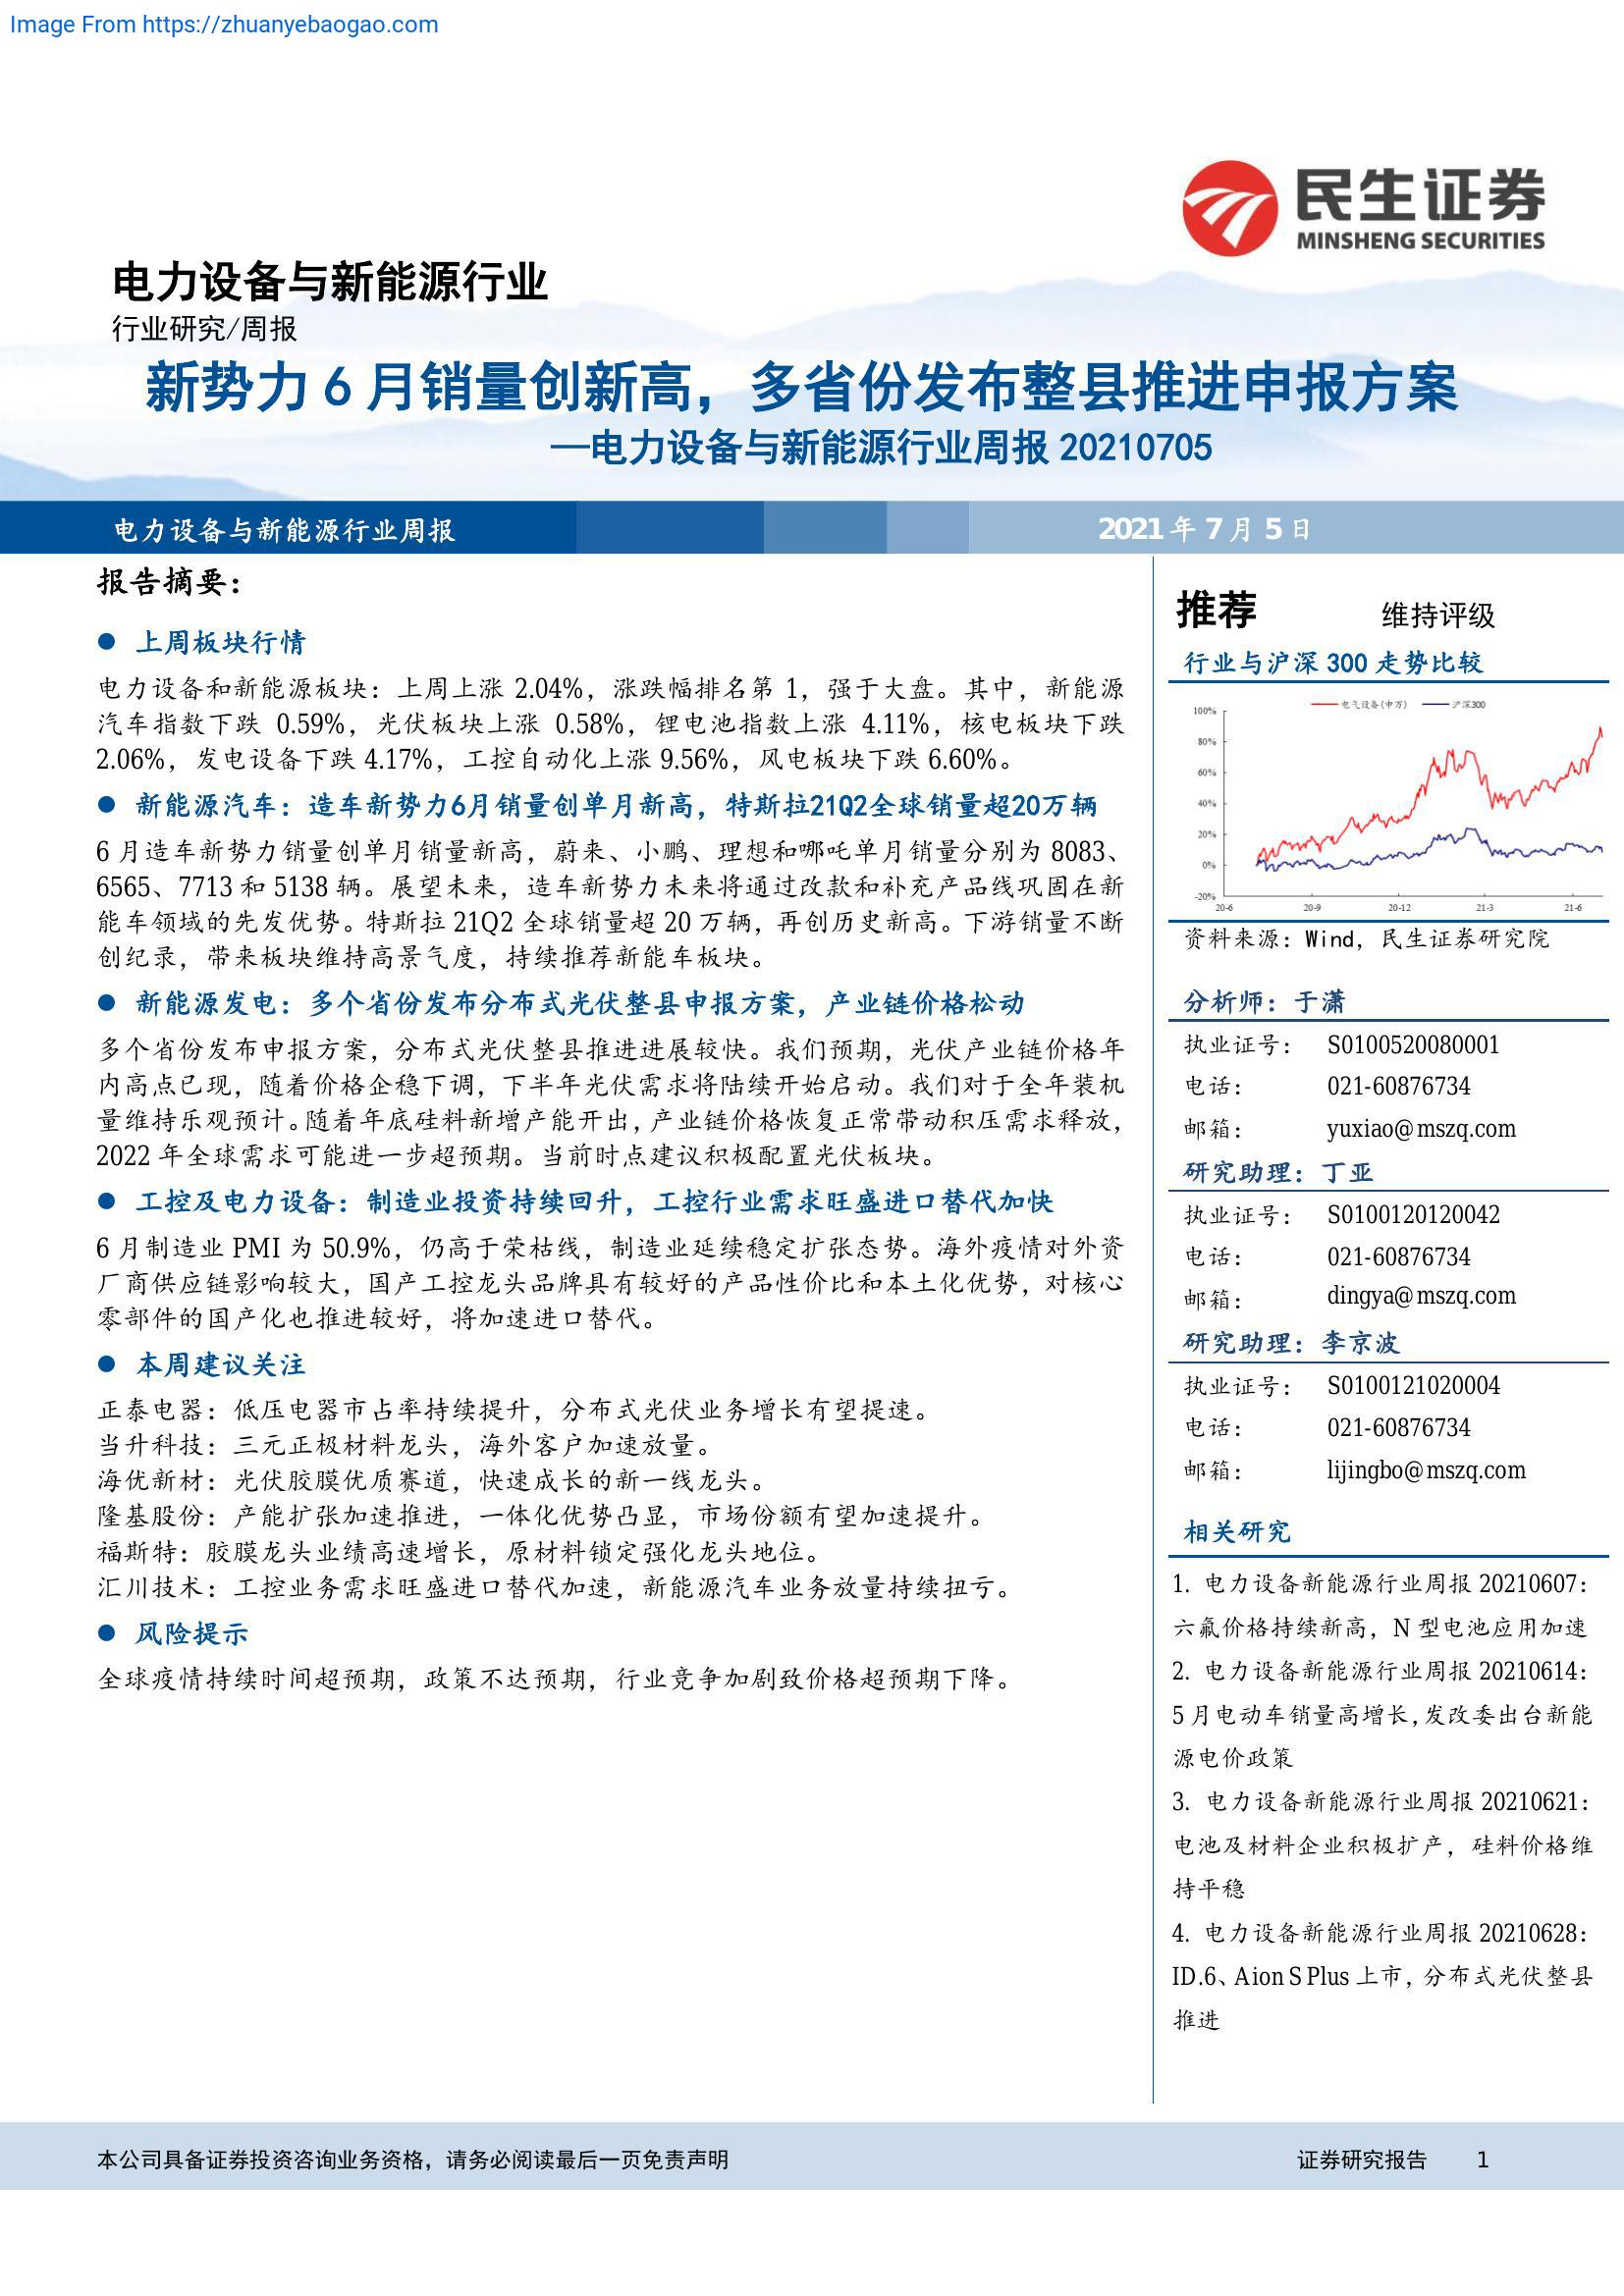 Image From https://zhuanyebaogao.com
民生证券
MINSHENG SECURITIES
电力设备与新能源行业
行业研究/周报
新势力 6 月销量创新高，多省份发布整县推进申报方案
—电力设备与新能源行业周报 20210705
电力设备与新能源行业周报
2021 年 7 月 5 日
报告摘要：
● 上周板块行情
电力设备和新能源板块：上周上涨 2.04%，涨跌幅排名第 1，强于大盘。其中，新能源
汽车指数下跌 0.59%，光伏板块上涨 0.58%，锂电池指数上涨 4.11%，核电板块下跌
2.06%，发电设备下跌 4.17%，工控自动化上涨 9.56%，风电板块下跌 6.60%。
● 新能源汽车：造车新势力6月销量创单月新高，特斯拉21Q2全球销量超20万辆
6 月造车新势力销量创单月销量新高，蔚来、小鹏、理想和哪吒单月销量分别为 8083、
6565、7713 和 5138 辆。展望未来，造车新势力未来将通过改款和补充产品线巩固在新
能车领域的先发优势。特斯拉 21Q2 全球销量超 20 万辆，再创历史新高。下游销量不断
创纪录，带来板块维持高景气度，持续推荐新能车板块。
● 新能源发电：多个省份发布分布式光伏整县申报方案，产业链价格松动
多个省份发布申报方案，分布式光伏整县推进进展较快。我们预期，光伏产业链价格年
内高点已现，随着价格企稳下调，下半年光伏需求将陆续开始启动。我们对于全年装机
量维持乐观预计。随着年底硅料新增产能开出，产业链价格恢复正常带动积压需求释放，
2022 年全球需求可能进一步超预期。当前时点建议积极配置光伏板块。
● 工控及电力设备：制造业投资持续回升，工控行业需求旺盛进口替代加快
6 月制造业 PMI 为 50.9%，仍高于荣枯线，制造业延续稳定扩张态势。海外疫情对外资
厂商供应链影响较大，国产工控龙头品牌具有较好的产品性价比和本土化优势，对核心
零部件的国产化也推进较好，将加速进口替代。
● 本周建议关注
正泰电器：低压电器市占率持续提升，分布式光伏业务增长有望提速。
当升科技：三元正极材料龙头，海外客户加速放量。
海优新材：光伏胶膜优质赛道，快速成长的新一线龙头。
隆基股份：产能扩张加速推进，一体化优势凸显，市场份额有望加速提升。
福斯特：胶膜龙头业绩高速增长，原材料锁定强化龙头地位。
汇川技术：工控业务需求旺盛进口替代加速，新能源汽车业务放量持续扭亏。
● 风险提示
全球疫情持续时间超预期，政策不达预期，行业竞争加剧致价格超预期下降。
推荐 维持评级
行业与沪深 300 走势比较
电气设备(申万) 沪深300
100%
80%
60%
40%
20%
0%
-20%
20-6 20-9 20-12 21-3 21-6
资料来源：Wind，民生证券研究院
分析师：于潇
执业证号： S0100520080001
电话： 021-60876734
邮箱： yuxiao@mszq.com
研究助理：丁亚
执业证号： S0100120120042
电话： 021-60876734
邮箱： dingya@mszq.com
研究助理：李京波
执业证号： S0100121020004
电话： 021-60876734
邮箱： lijingbo@mszq.com
相关研究
1. 电力设备新能源行业周报 20210607：
六氟价格持续新高，N 型电池应用加速
2. 电力设备新能源行业周报 20210614：
5 月电动车销量高增长,发改委出台新能
源电价政策
3. 电力设备新能源行业周报 20210621：
电池及材料企业积极扩产，硅料价格维
持平稳
4. 电力设备新能源行业周报 20210628：
ID.6、Aion S Plus 上市，分布式光伏整县
推进
本公司具备证券投资咨询业务资格，请务必阅读最后一页免责声明
证券研究报告 1